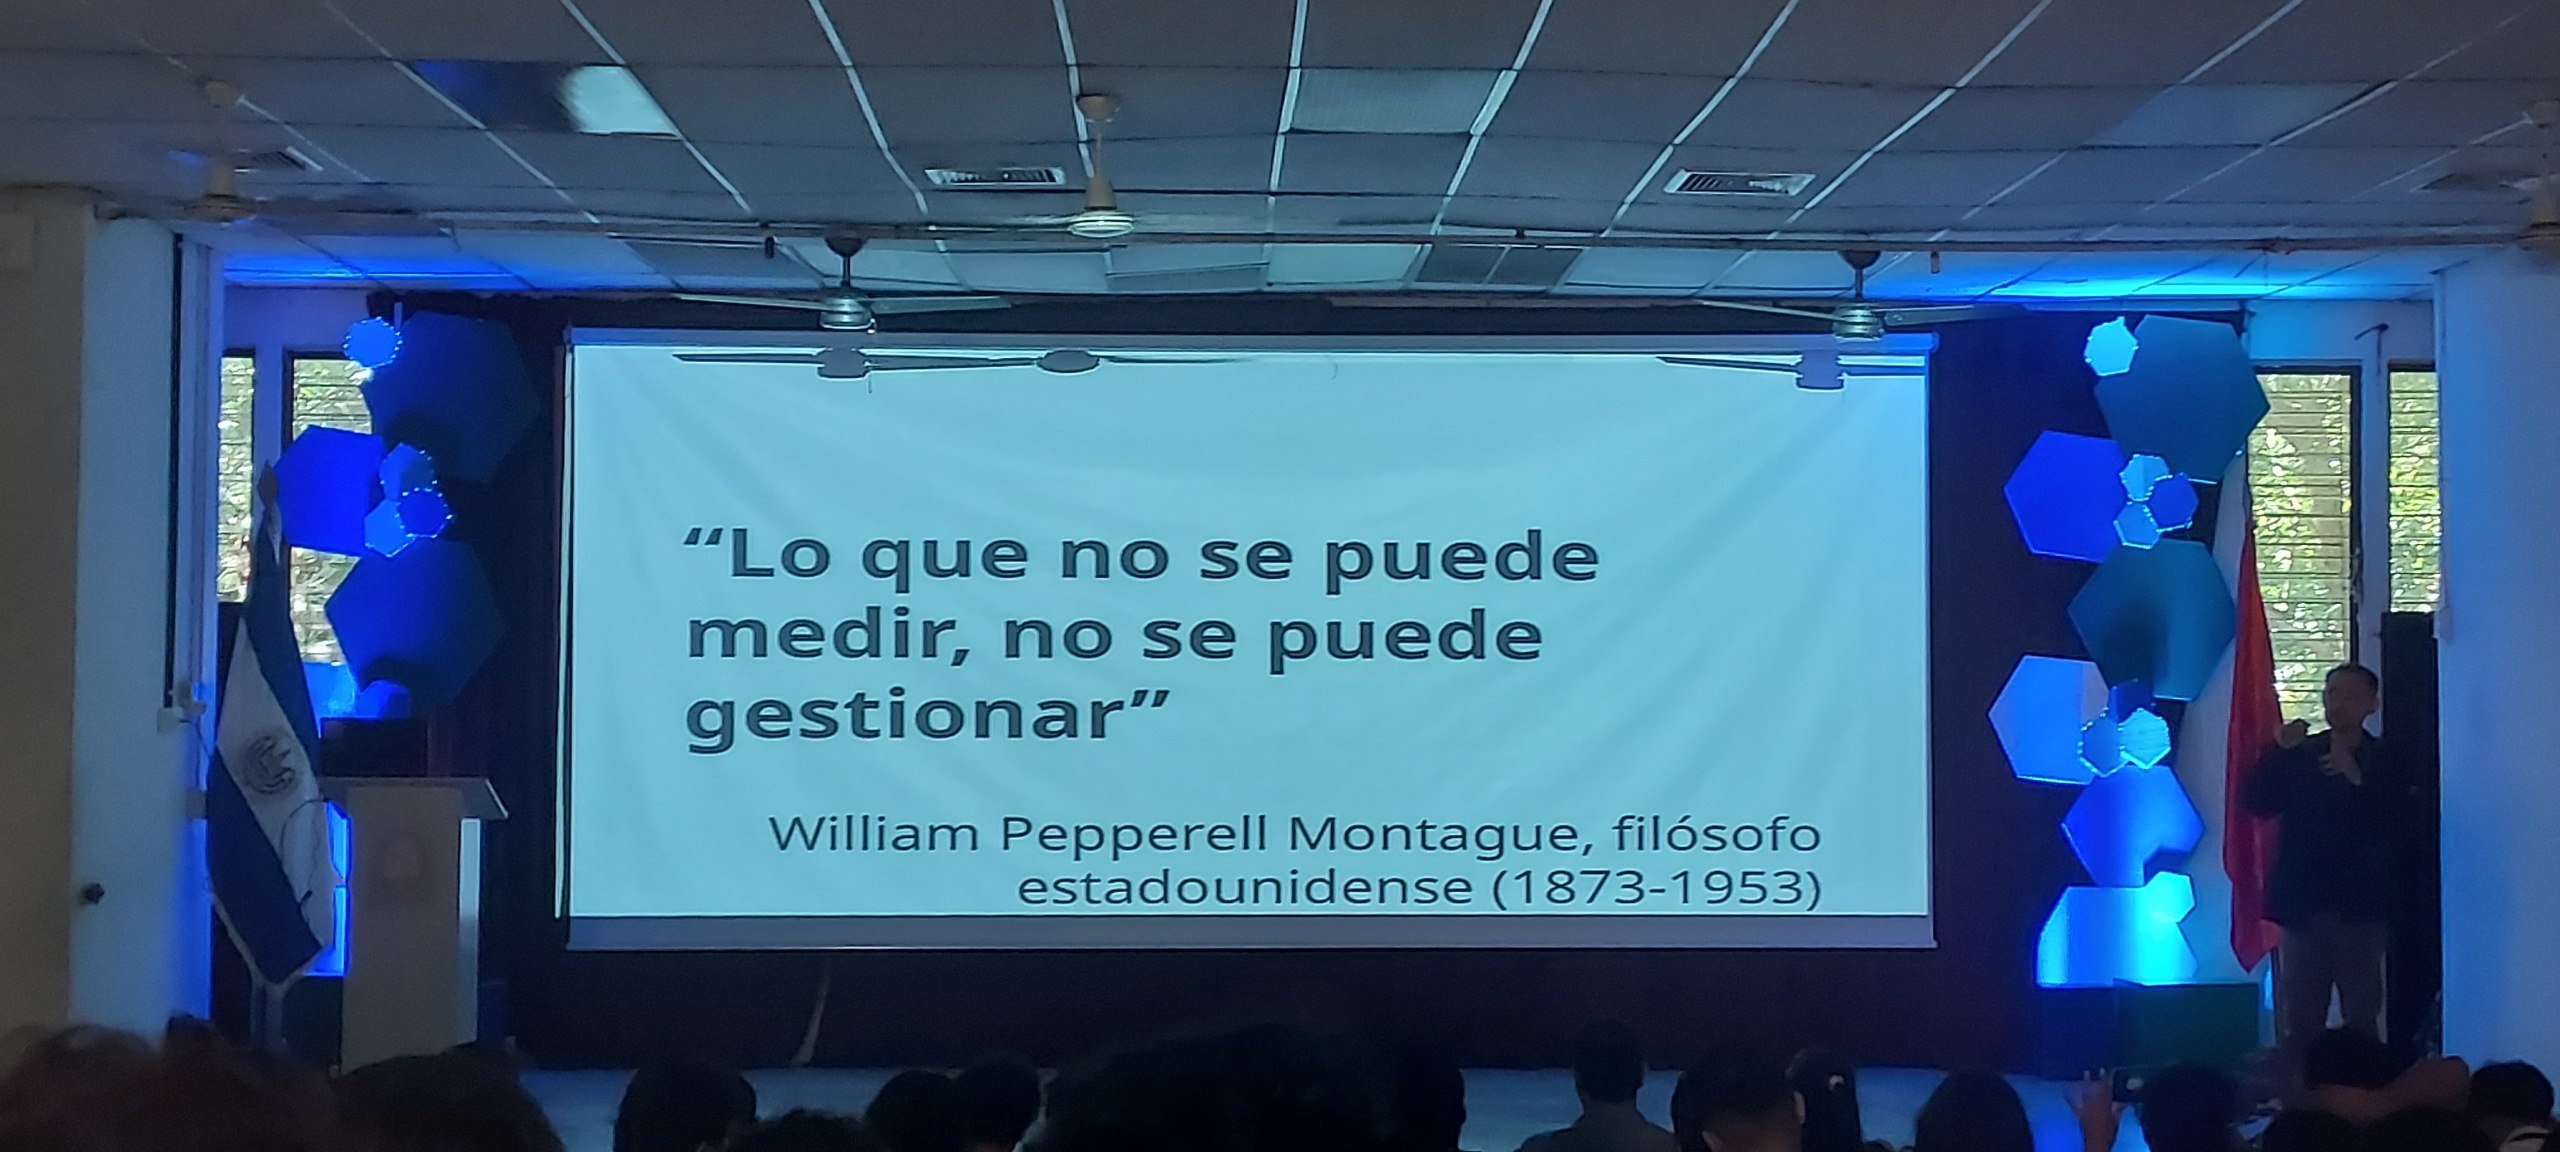 “Lo que no se puede
medir, no se puede
gestionar”
William Pepperell Montague, filósofo
estadounidense (1873-1953)